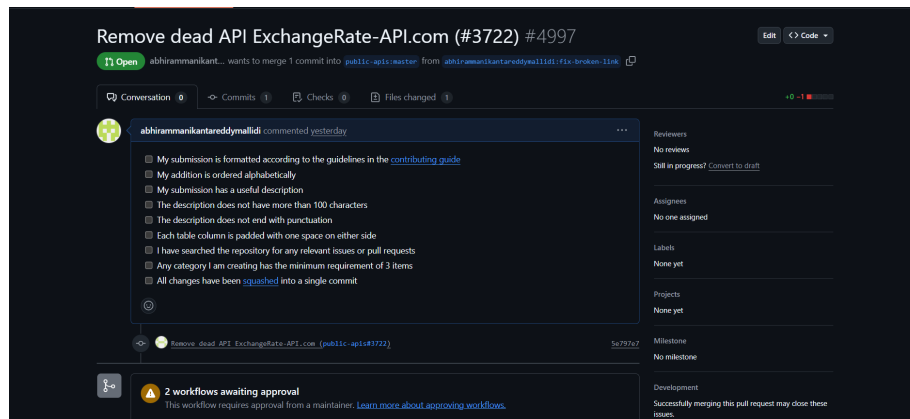 Remove dead API ExchangeRate-API.com (#3722) #4997
Edit
Code
Open
abhirammanikant... wants to merge 1 commit into public-apis:master from abhirammanikantareddymallidi:fix-broken-link
Conversation 0
Commits 1
Checks 0
Files changed 1
+0 −1
abhirammanikantareddymallidi commented yesterday
My submission is formatted according to the guidelines in the contributing guide
My addition is ordered alphabetically
My submission has a useful description
The description does not have more than 100 characters
The description does not end with punctuation
Each table column is padded with one space on either side
I have searched the repository for any relevant issues or pull requests
Any category I am creating has the minimum requirement of 3 items
All changes have been squashed into a single commit
Remove dead API ExchangeRate-API.com (public-apis#3722)
5e797e7
2 workflows awaiting approval
This workflow requires approval from a maintainer. Learn more about approving workflows.
Reviewers
No reviews
Still in progress? Convert to draft
Assignees
No one assigned
Labels
None yet
Projects
None yet
Milestone
No milestone
Development
Successfully merging this pull request may close these
issues.